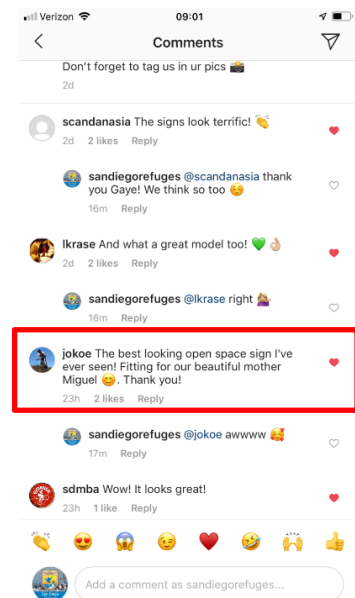 Verizon 09:01
Comments
Don't forget to tag us in ur pics 📸
2d
scandanasia The signs look terrific! 👏
2d 2 likes Reply
sandiegorefuges @scandanasia thank
you Gaye! We think so too ☺️
16m Reply
lkrase And what a great model too! 💚👌🏻
2d 2 likes Reply
sandiegorefuges @lkrase right 💁🏽‍♀️
16m Reply
jokoe The best looking open space sign I've
ever seen! Fitting for our beautiful mother
Miguel 😊. Thank you!
23h 2 likes Reply
sandiegorefuges @jokoe awwww 🥰
17m Reply
sdmba Wow! It looks great!
23h 1 like Reply
👏 😍 😱 😉 ❤️ 🤣 🙌 👍
Add a comment as sandiegorefuges...